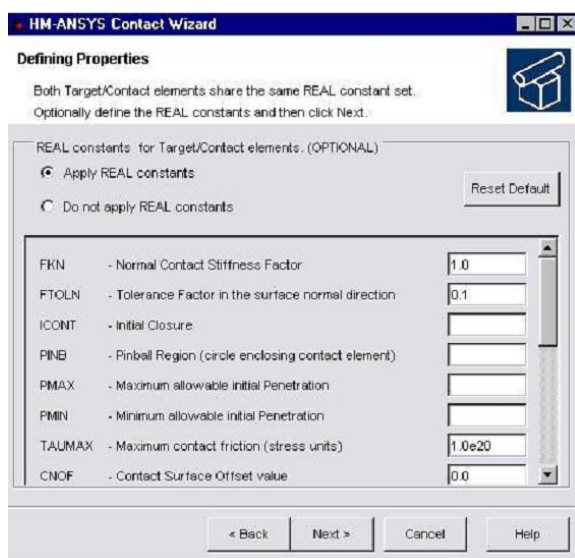 HM-ANSYS Contact Wizard
Defining Properties
Both Target/Contact elements share the same REAL constant set.
Optionally define the REAL constants and then click Next.
REAL constants for Target/Contact elements. (OPTIONAL)
Apply REAL constants
Reset Default
Do not apply REAL constants
FKN - Normal Contact Stiffness Factor 1.0
FTOLN - Tolerance Factor in the surface normal direction 0.1
ICONT - Initial Closure
PINB - Pinball Region (circle enclosing contact element)
PMAX - Maximum allowable initial Penetration
PMIN - Minimum allowable initial Penetration
TAUMAX - Maximum contact friction (stress units) 1.0e20
CNOF - Contact Surface Offset value 0.0
« Back Next » Cancel Help